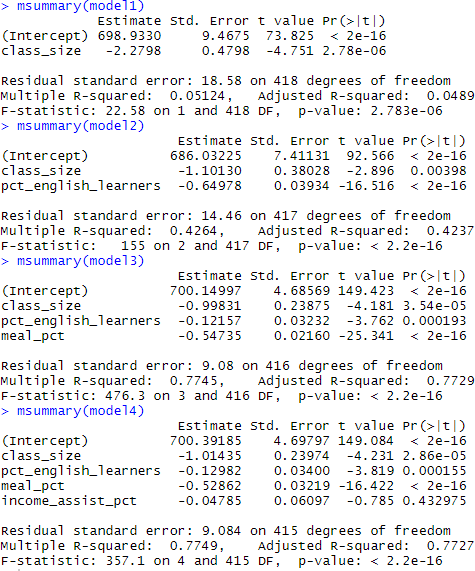 > msummary(model1)
Estimate Std. Error t value Pr(>|t|)
(Intercept) 698.9330 9.4675 73.825 < 2e-16
class_size -2.2798 0.4798 -4.751 2.78e-06
Residual standard error: 18.58 on 418 degrees of freedom
Multiple R-squared: 0.05124, Adjusted R-squared: 0.0489
F-statistic: 22.58 on 1 and 418 DF, p-value: 2.783e-06
> msummary(model2)
Estimate Std. Error t value Pr(>|t|)
(Intercept) 686.03225 7.41131 92.566 < 2e-16
class_size -1.10130 0.38028 -2.896 0.00398
pct_english_learners -0.64978 0.03934 -16.516 < 2e-16
Residual standard error: 14.46 on 417 degrees of freedom
Multiple R-squared: 0.4264, Adjusted R-squared: 0.4237
F-statistic: 155 on 2 and 417 DF, p-value: < 2.2e-16
> msummary(model3)
Estimate Std. Error t value Pr(>|t|)
(Intercept) 700.14997 4.68569 149.423 < 2e-16
class_size -0.99831 0.23875 -4.181 3.54e-05
pct_english_learners -0.12157 0.03232 -3.762 0.000193
meal_pct -0.54735 0.02160 -25.341 < 2e-16
Residual standard error: 9.08 on 416 degrees of freedom
Multiple R-squared: 0.7745, Adjusted R-squared: 0.7729
F-statistic: 476.3 on 3 and 416 DF, p-value: < 2.2e-16
> msummary(model4)
Estimate Std. Error t value Pr(>|t|)
(Intercept) 700.39185 4.69797 149.084 < 2e-16
class_size -1.01435 0.23974 -4.231 2.86e-05
pct_english_learners -0.12982 0.03400 -3.819 0.000155
meal_pct -0.52862 0.03219 -16.422 < 2e-16
income_assist_pct -0.04785 0.06097 -0.785 0.432975
Residual standard error: 9.084 on 415 degrees of freedom
Multiple R-squared: 0.7749, Adjusted R-squared: 0.7727
F-statistic: 357.1 on 4 and 415 DF, p-value: < 2.2e-16